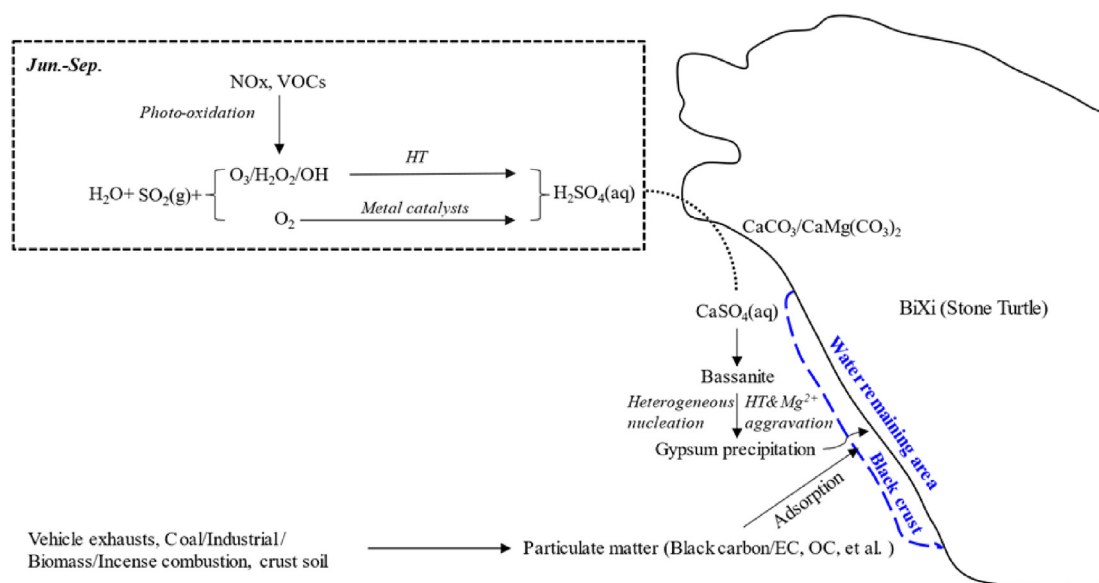 Jun.-Sep.
NOx, VOCs
Photo-oxidation
O₃/H₂O₂/OH
HT
H₂O+ SO₂(g)+
H₂SO₄(aq)
O₂
Metal catalysts
CaCO₃/CaMg(CO₃)₂
CaSO₄(aq)
BiXi (Stone Turtle)
Water remaining area
Bassanite
Heterogeneous
nucleation
HT& Mg²⁺
aggravation
Gypsum precipitation
Black crust
Adsorption
Vehicle exhausts, Coal/Industrial/
Biomass/Incense combustion, crust soil
Particulate matter (Black carbon/EC, OC, et al. )